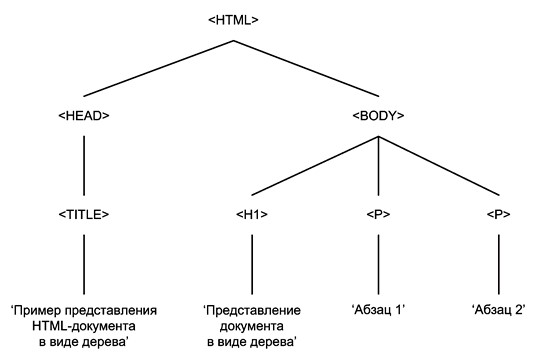 <HTML>
<HEAD>
<BODY>
<TITLE>
<H1>
<P>
<P>
‘Пример представления
HTML-документа
в виде дерева’
‘Представление
документа
в виде дерева’
‘Абзац 1’
‘Абзац 2’